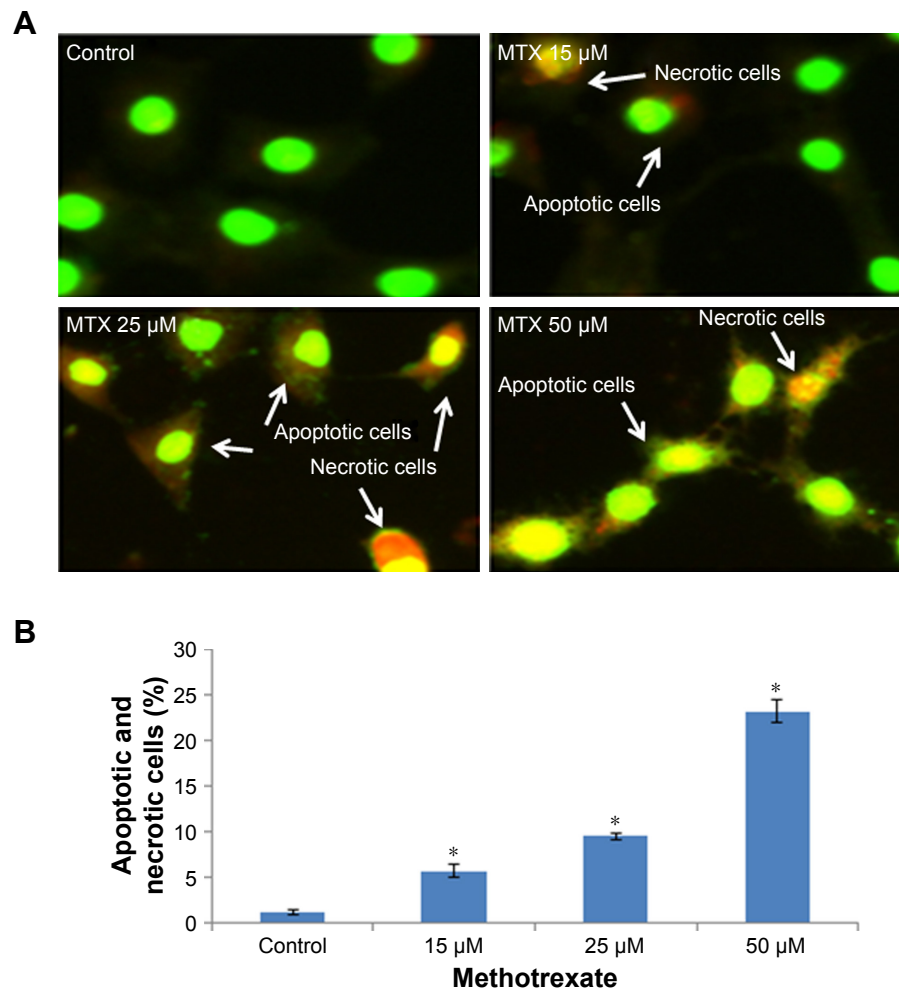 A
Control
MTX 15 µM
Necrotic cells
Apoptotic cells
MTX 25 µM
Apoptotic cells
Necrotic cells
MTX 50 µM
Necrotic cells
Apoptotic cells
B
Apoptotic and
necrotic cells (%)
30
25
20
15
10
5
0
*
*
*
Control
15 µM
25 µM
50 µM
Methotrexate